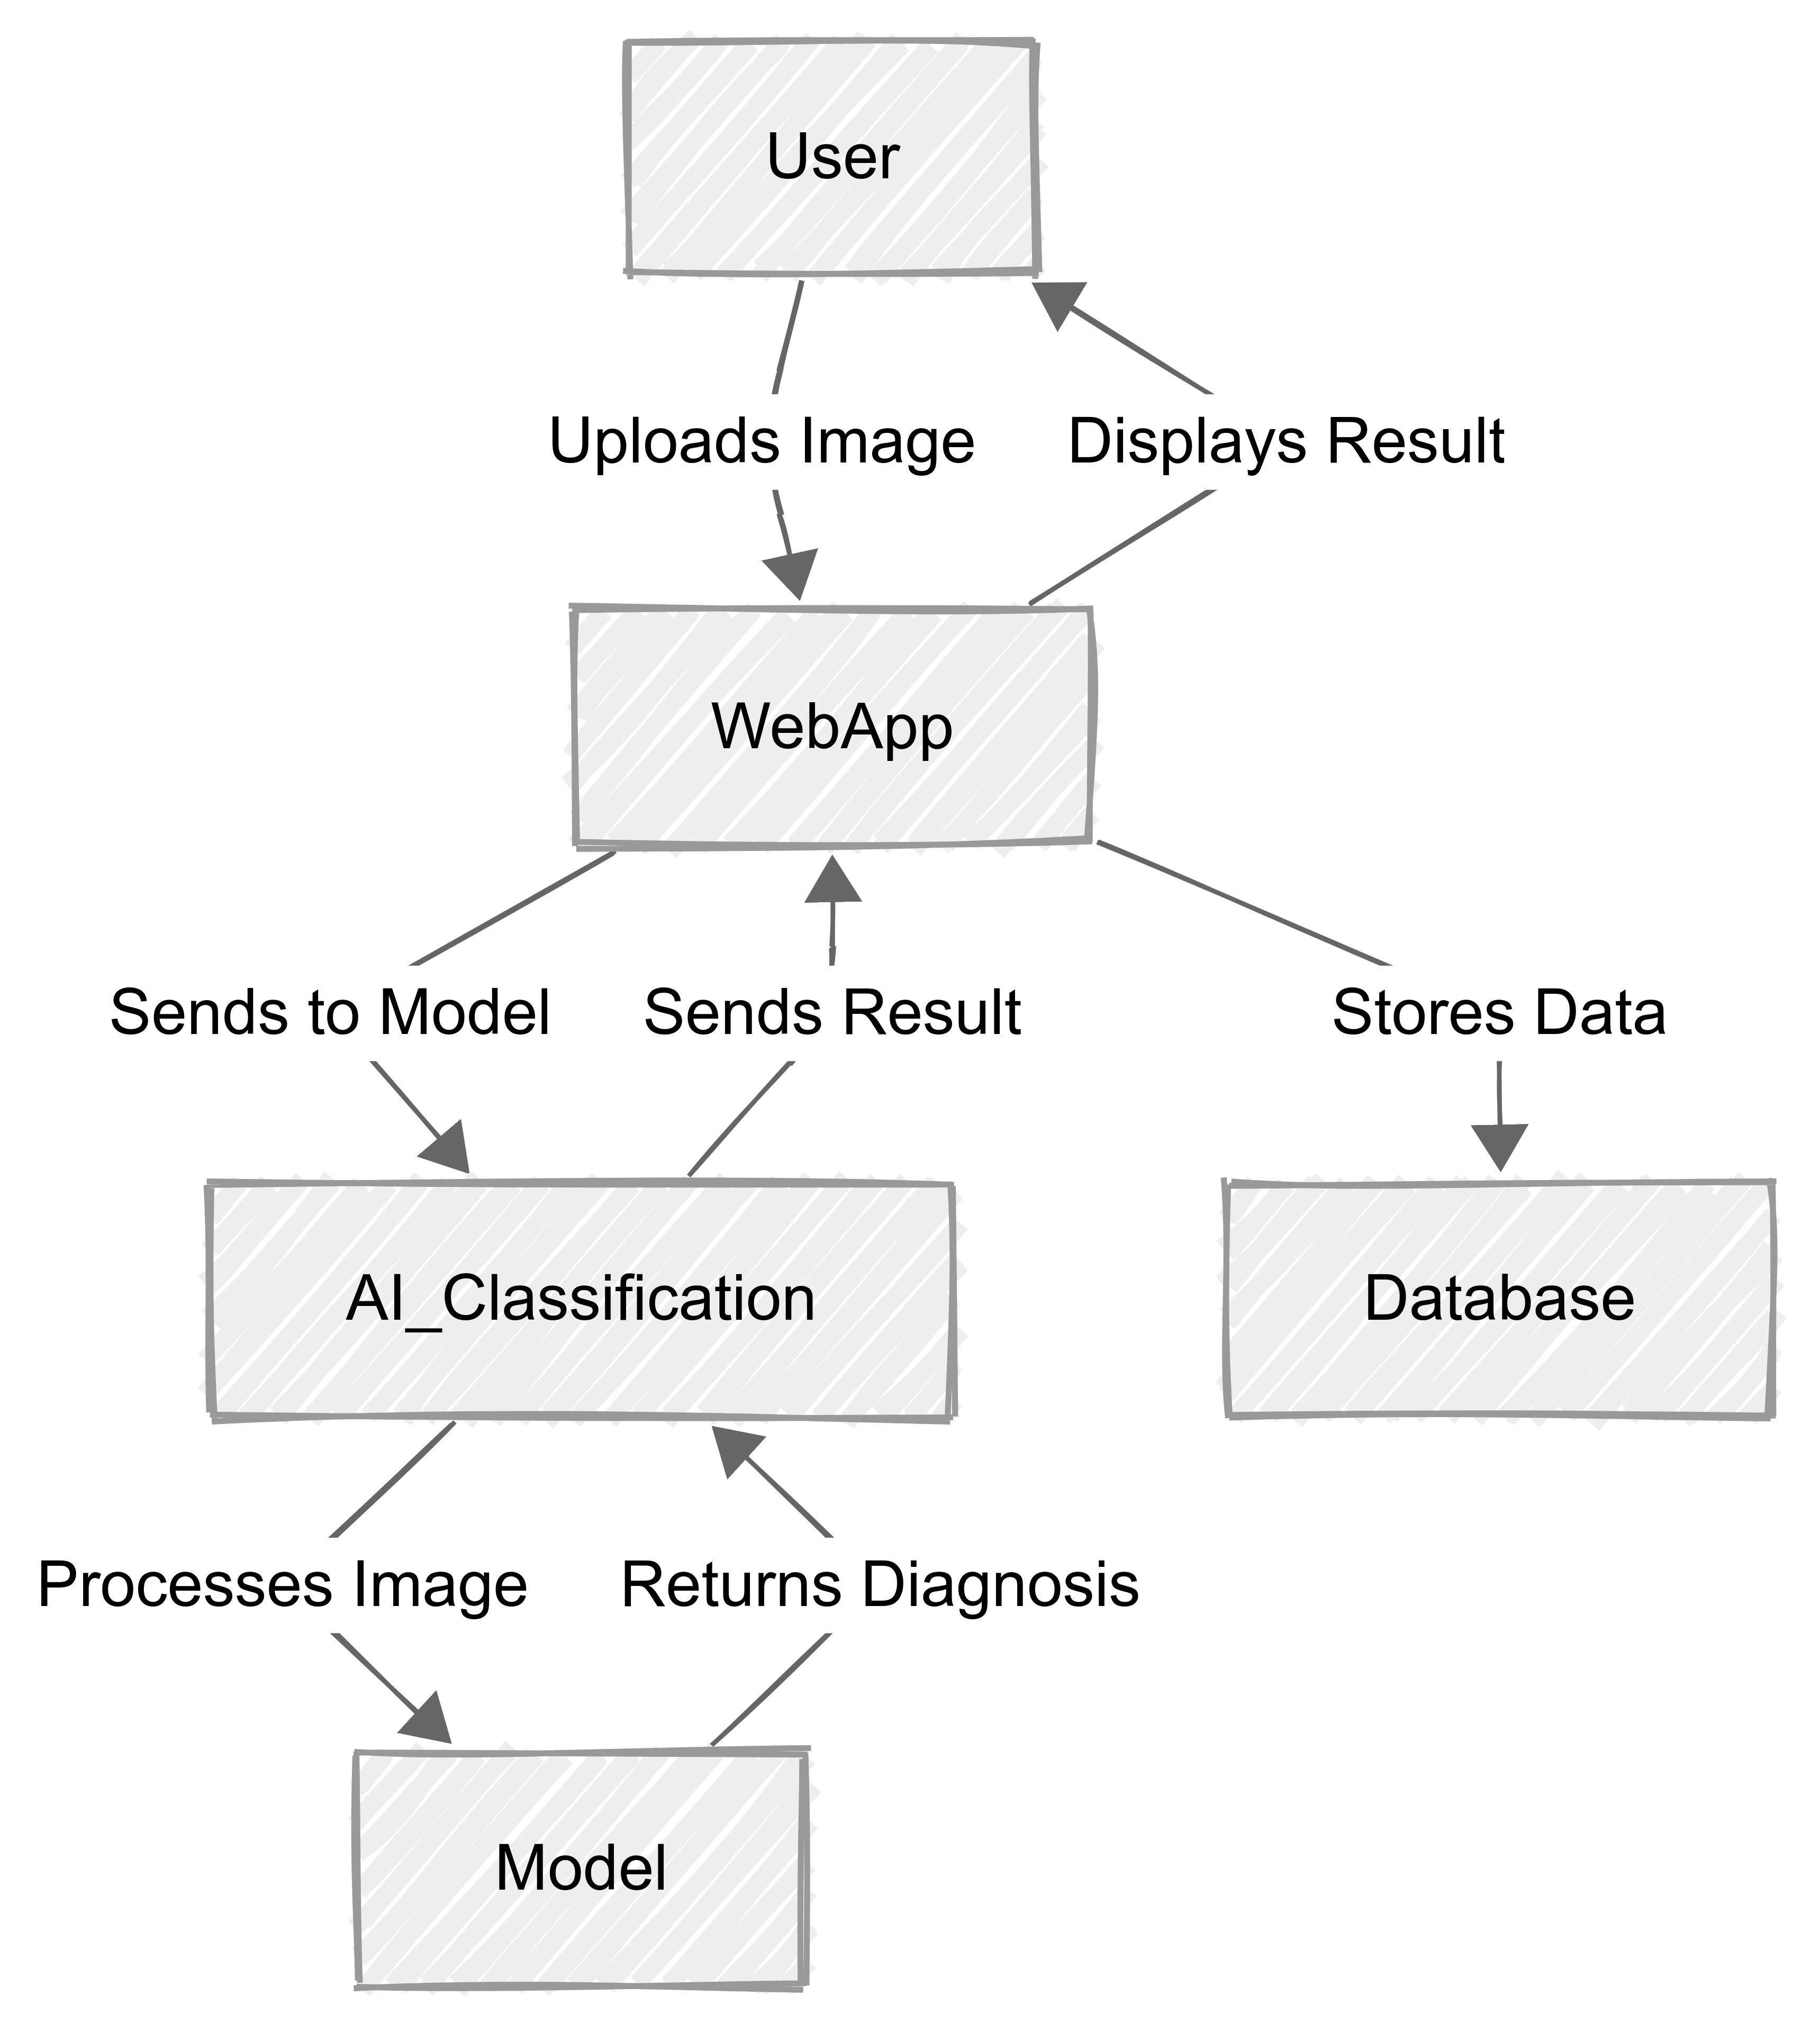 User
Uploads Image
Displays Result
WebApp
Sends to Model
Sends Result
Stores Data
AI_Classification
Database
Processes Image
Returns Diagnosis
Model